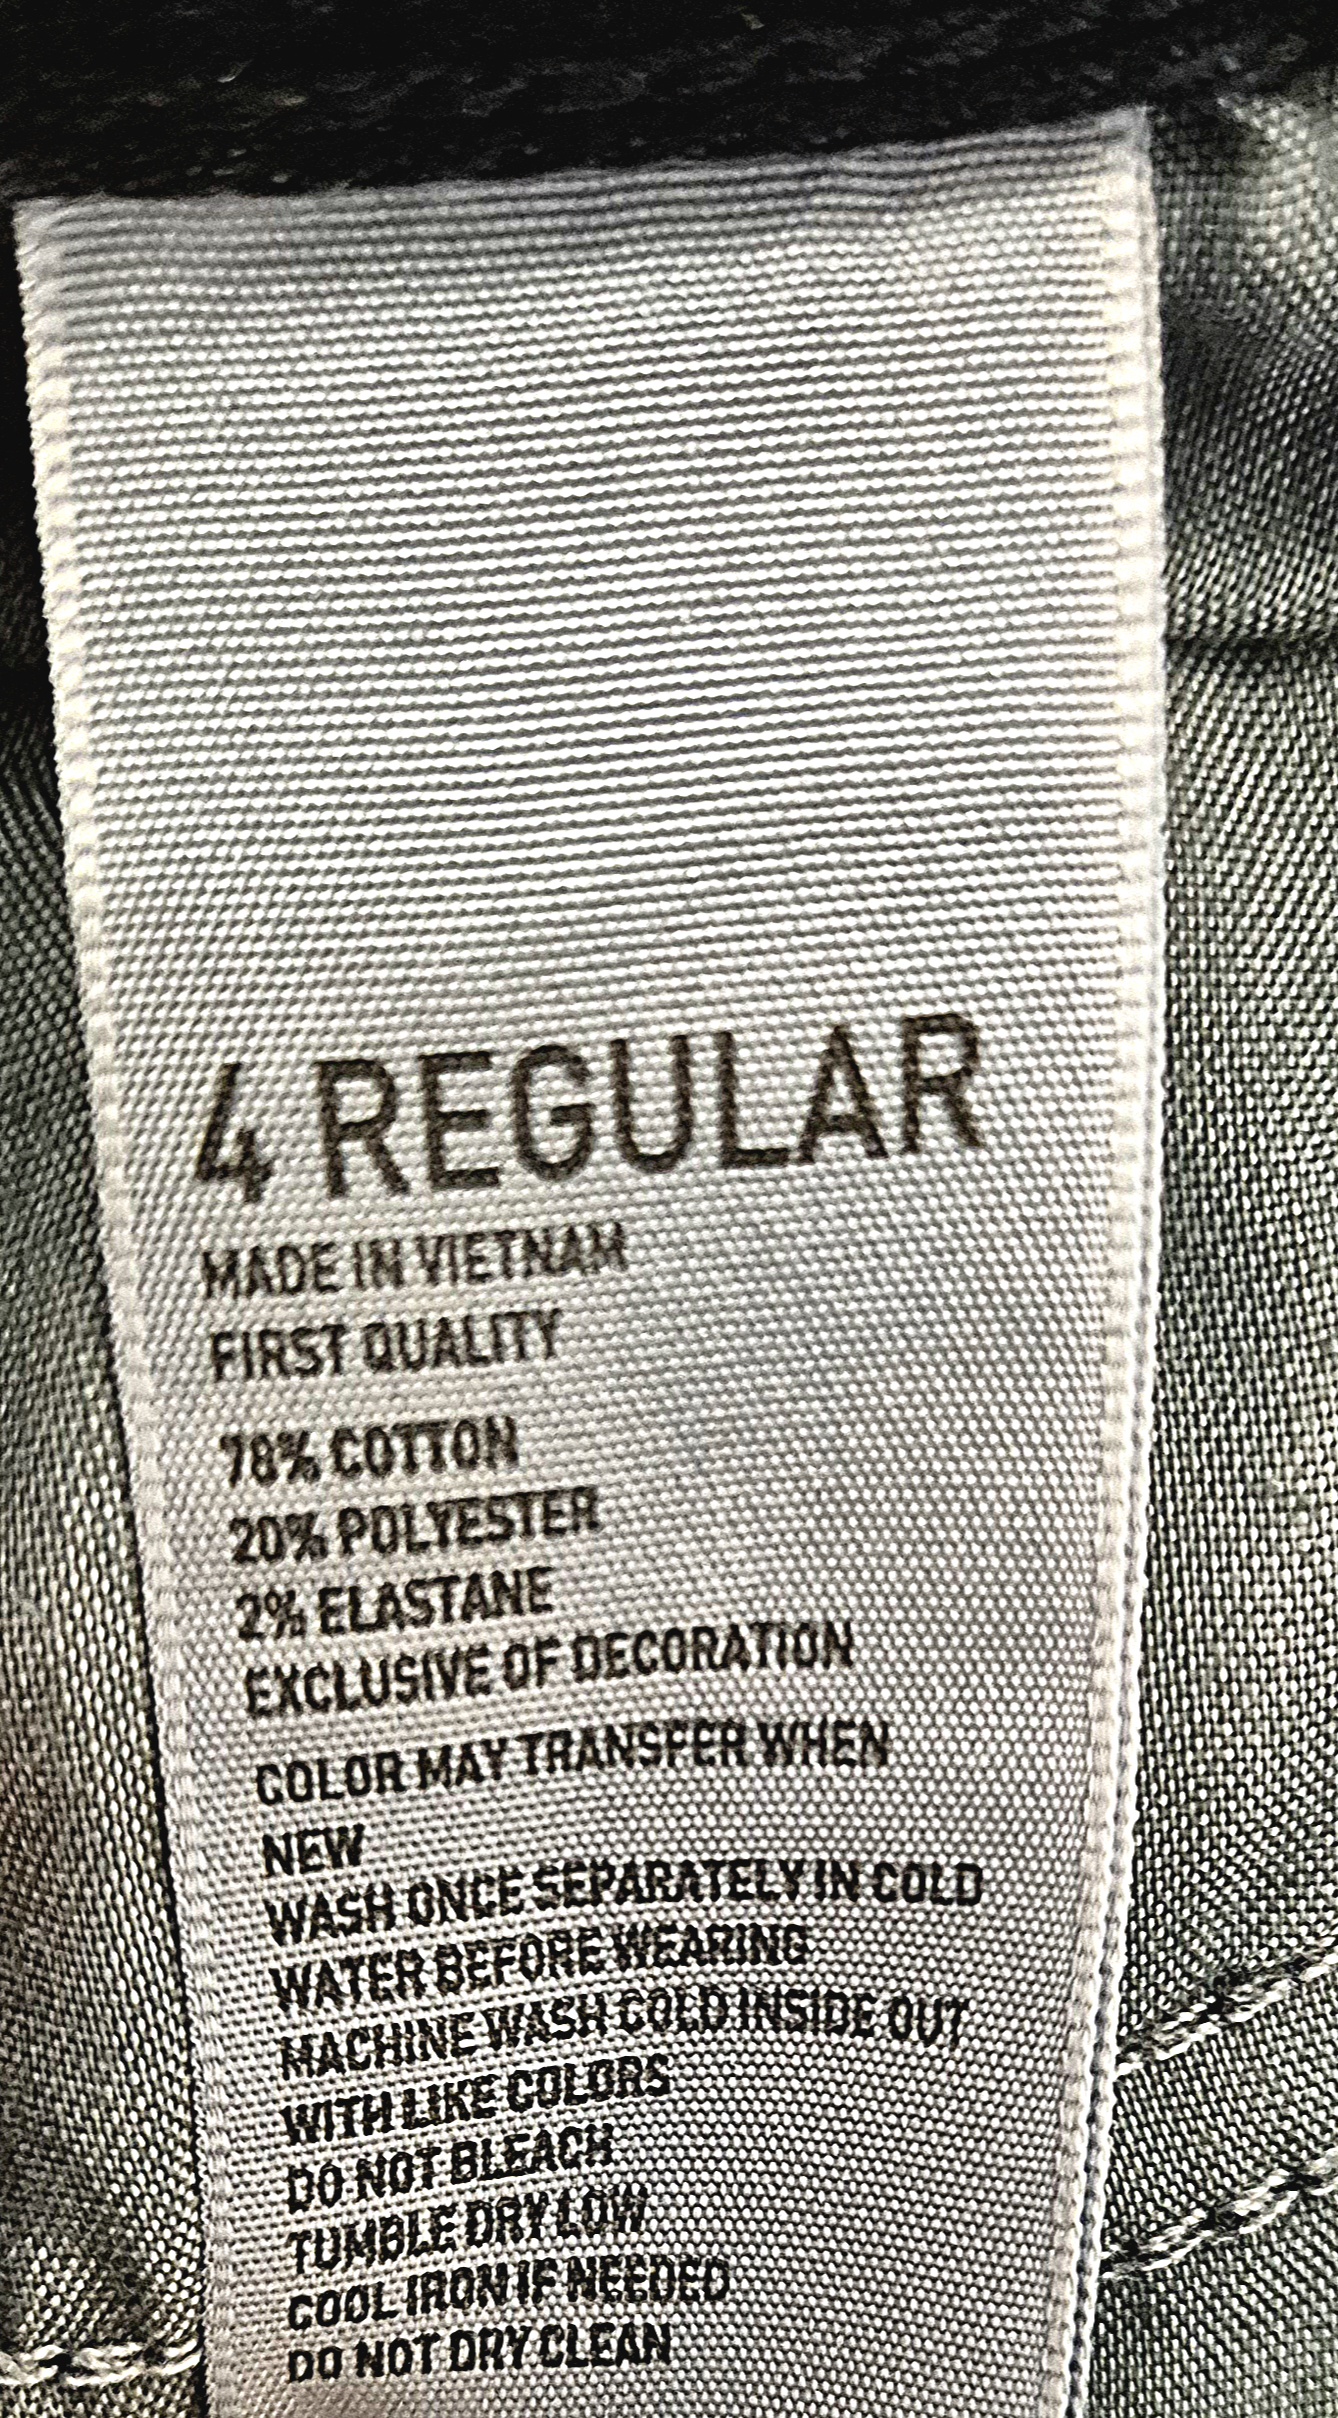 4 REGULAR
MADE IN VIETNAM
FIRST QUALITY
78% COTTON
20% POLYESTER
2% ELASTANE
EXCLUSIVE OF DECORATION
COLOR MAY TRANSFER WHEN
NEW
WASH ONCE SEPARATELY IN COLD
WATER BEFORE WEARING
MACHINE WASH COLD INSIDE OUT
WITH LIKE COLORS
DO NOT BLEACH
TUMBLE DRY LOW
COOL IRON IF NEEDED
DO NOT DRY CLEAN